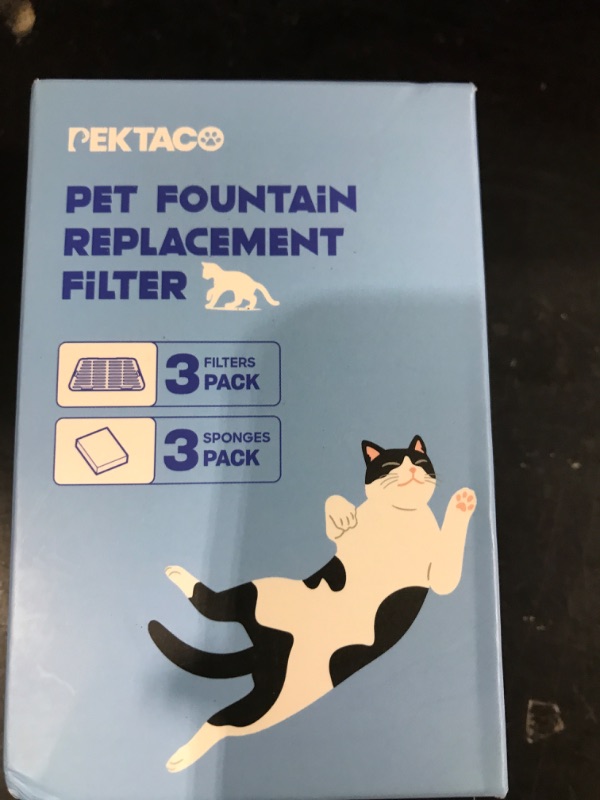 PEKTACO
PET FOUNTAiN
REPLACEMENT
FiLTER
3 FILTERS
PACK
3 SPONGES
PACK